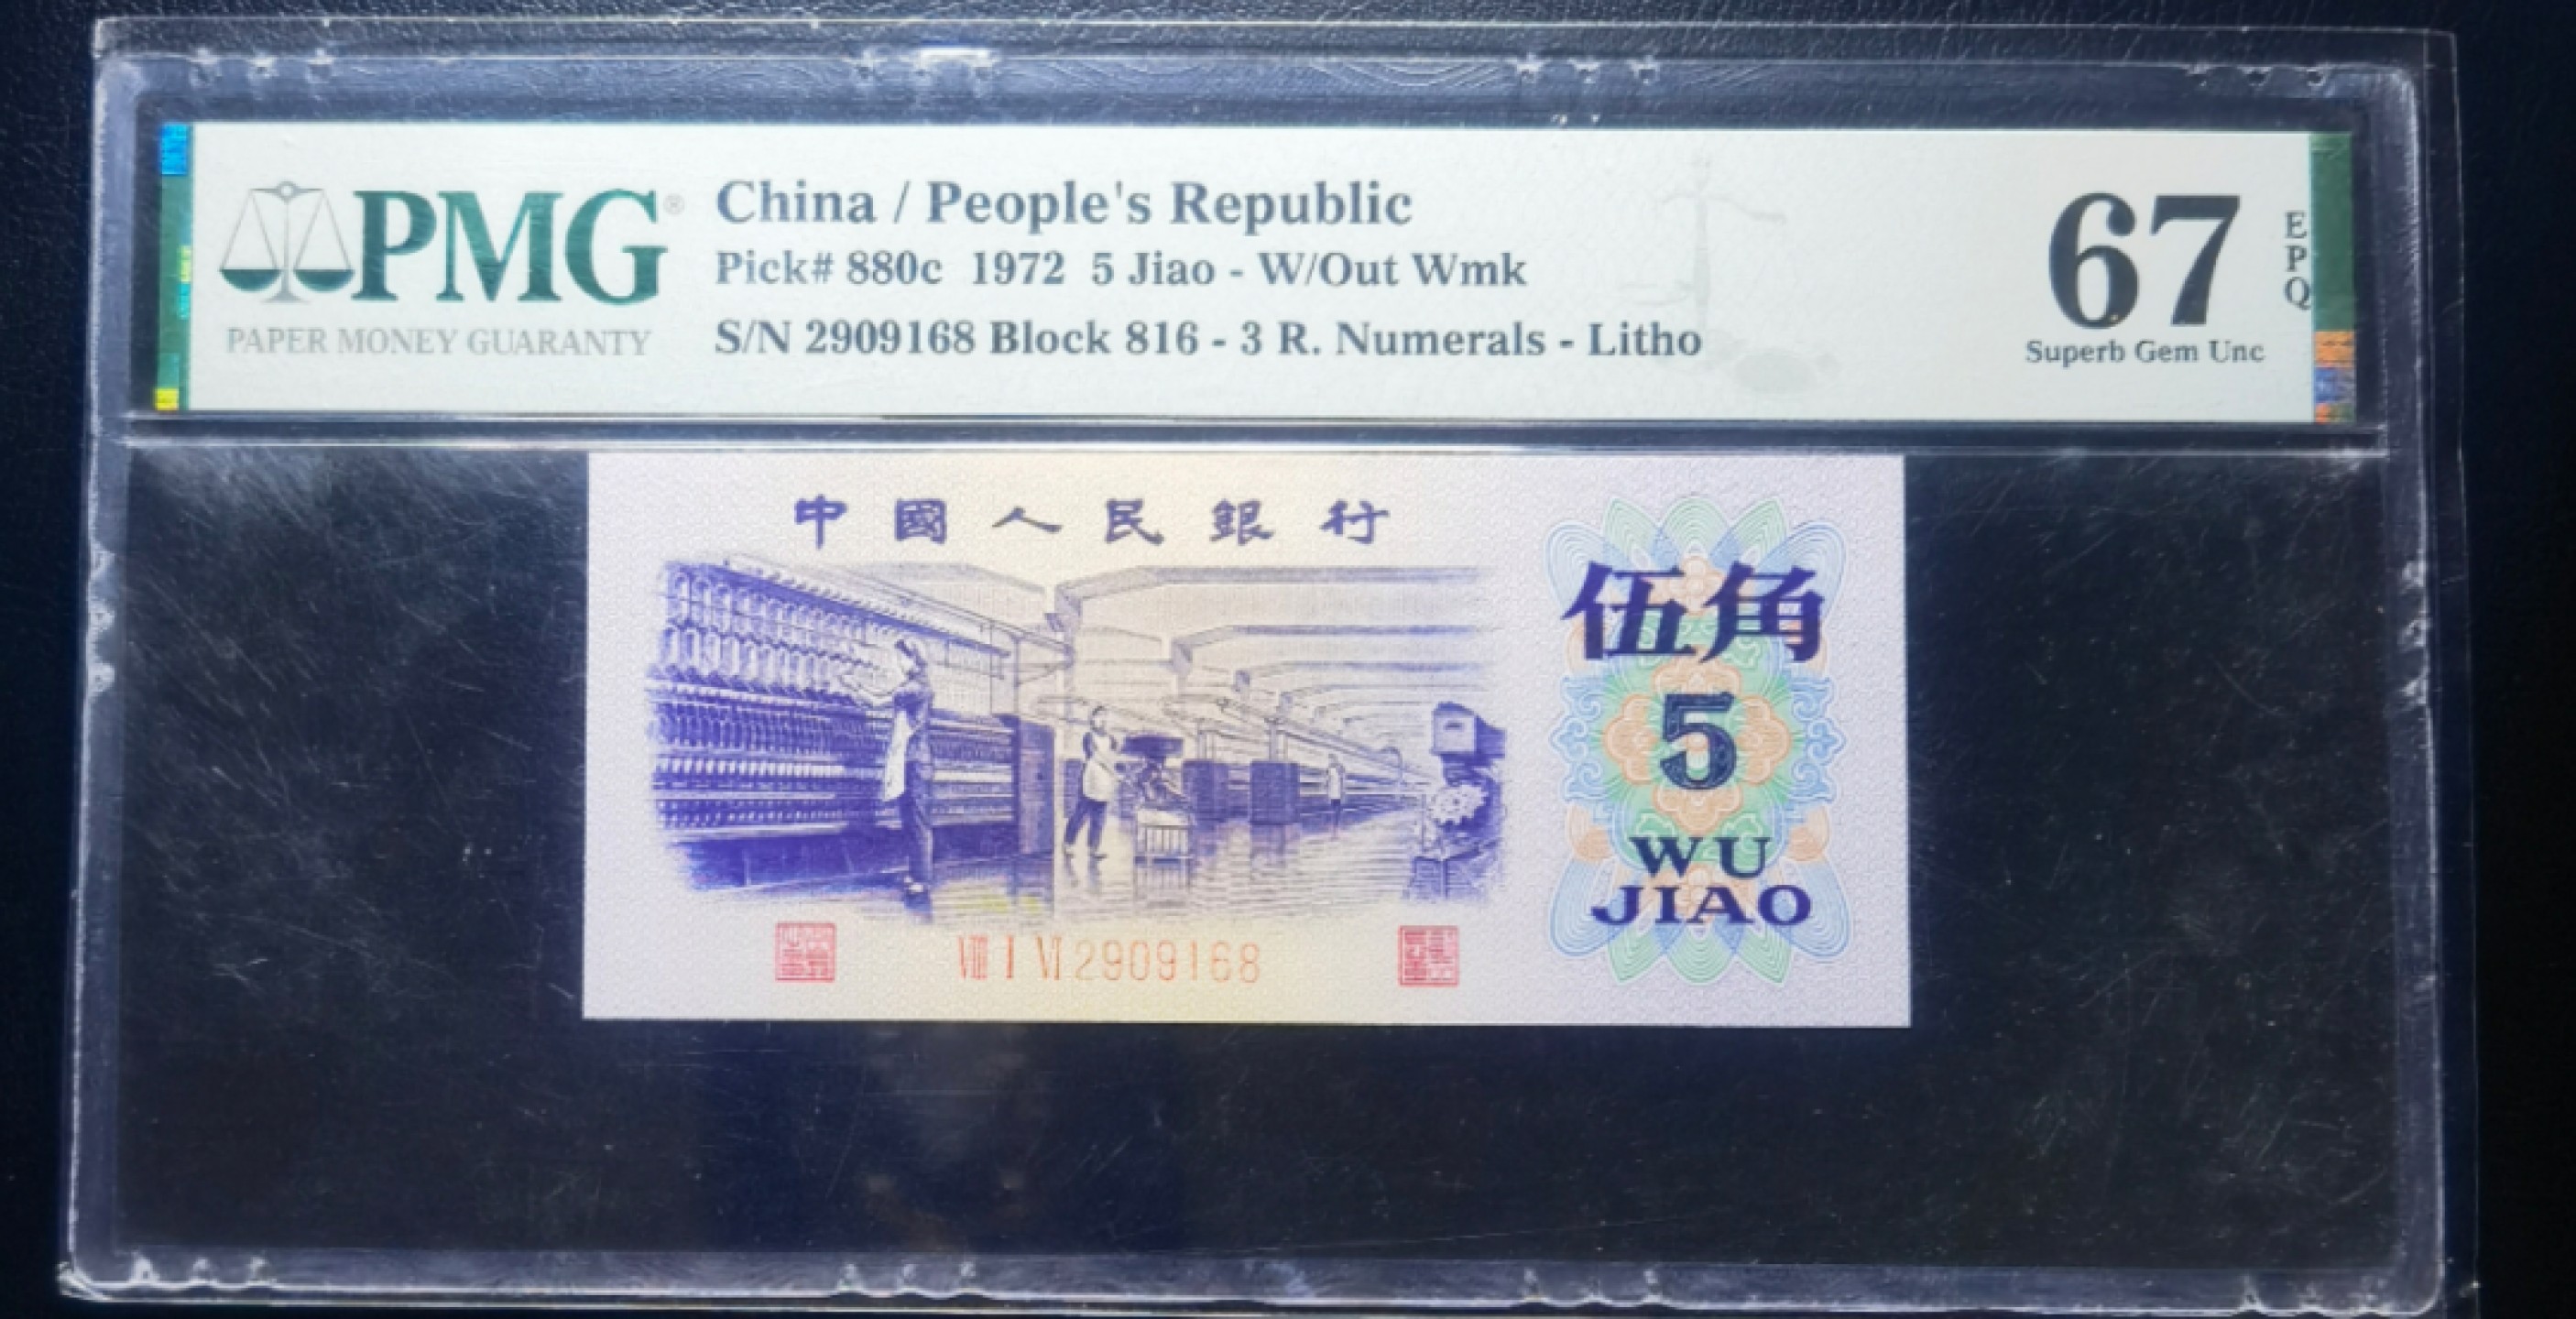 PMG®
PAPER MONEY GUARANTY
China / People's Republic
Pick# 880c 1972 5 Jiao - W/Out Wmk
S/N 2909168 Block 816 - 3 R. Numerals - Litho
67
EPQ
Superb Gem Unc
中國人民銀行
伍角
5
WU
JIAO
VIII I VI 2909168